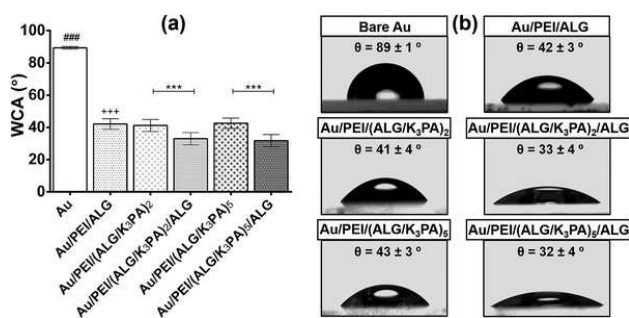 (a)
100
80
60
40
20
0
WCA (°)
###
+++
***
***
Au
Au/PEI/ALG
Au/PEI/(ALG/K₃PA)₂
Au/PEI/(ALG/K₃PA)₂/ALG
Au/PEI/(ALG/K₃PA)₅
Au/PEI/(ALG/K₃PA)₅/ALG
(b)
Bare Au
θ = 89 ± 1 º
Au/PEI/ALG
θ = 42 ± 3 º
Au/PEI/(ALG/K₃PA)₂
θ = 41 ± 4 º
Au/PEI/(ALG/K₃PA)₂/ALG
θ = 33 ± 4 º
Au/PEI/(ALG/K₃PA)₅
θ = 43 ± 3 º
Au/PEI/(ALG/K₃PA)₅/ALG
θ = 32 ± 4 º